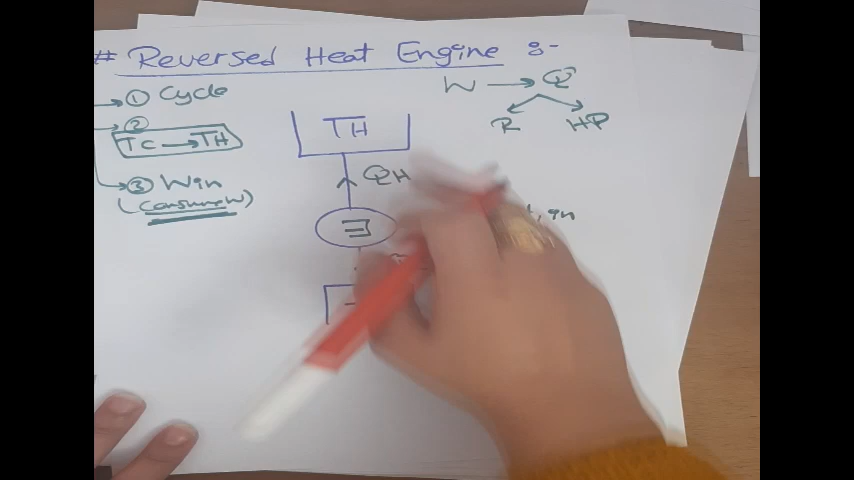 # Reversed Heat Engine :-
W → Q
R HP
→ ① Cycle
→ ②
TC → TH
→ ③ Win
(consume W)
TH
QH
E